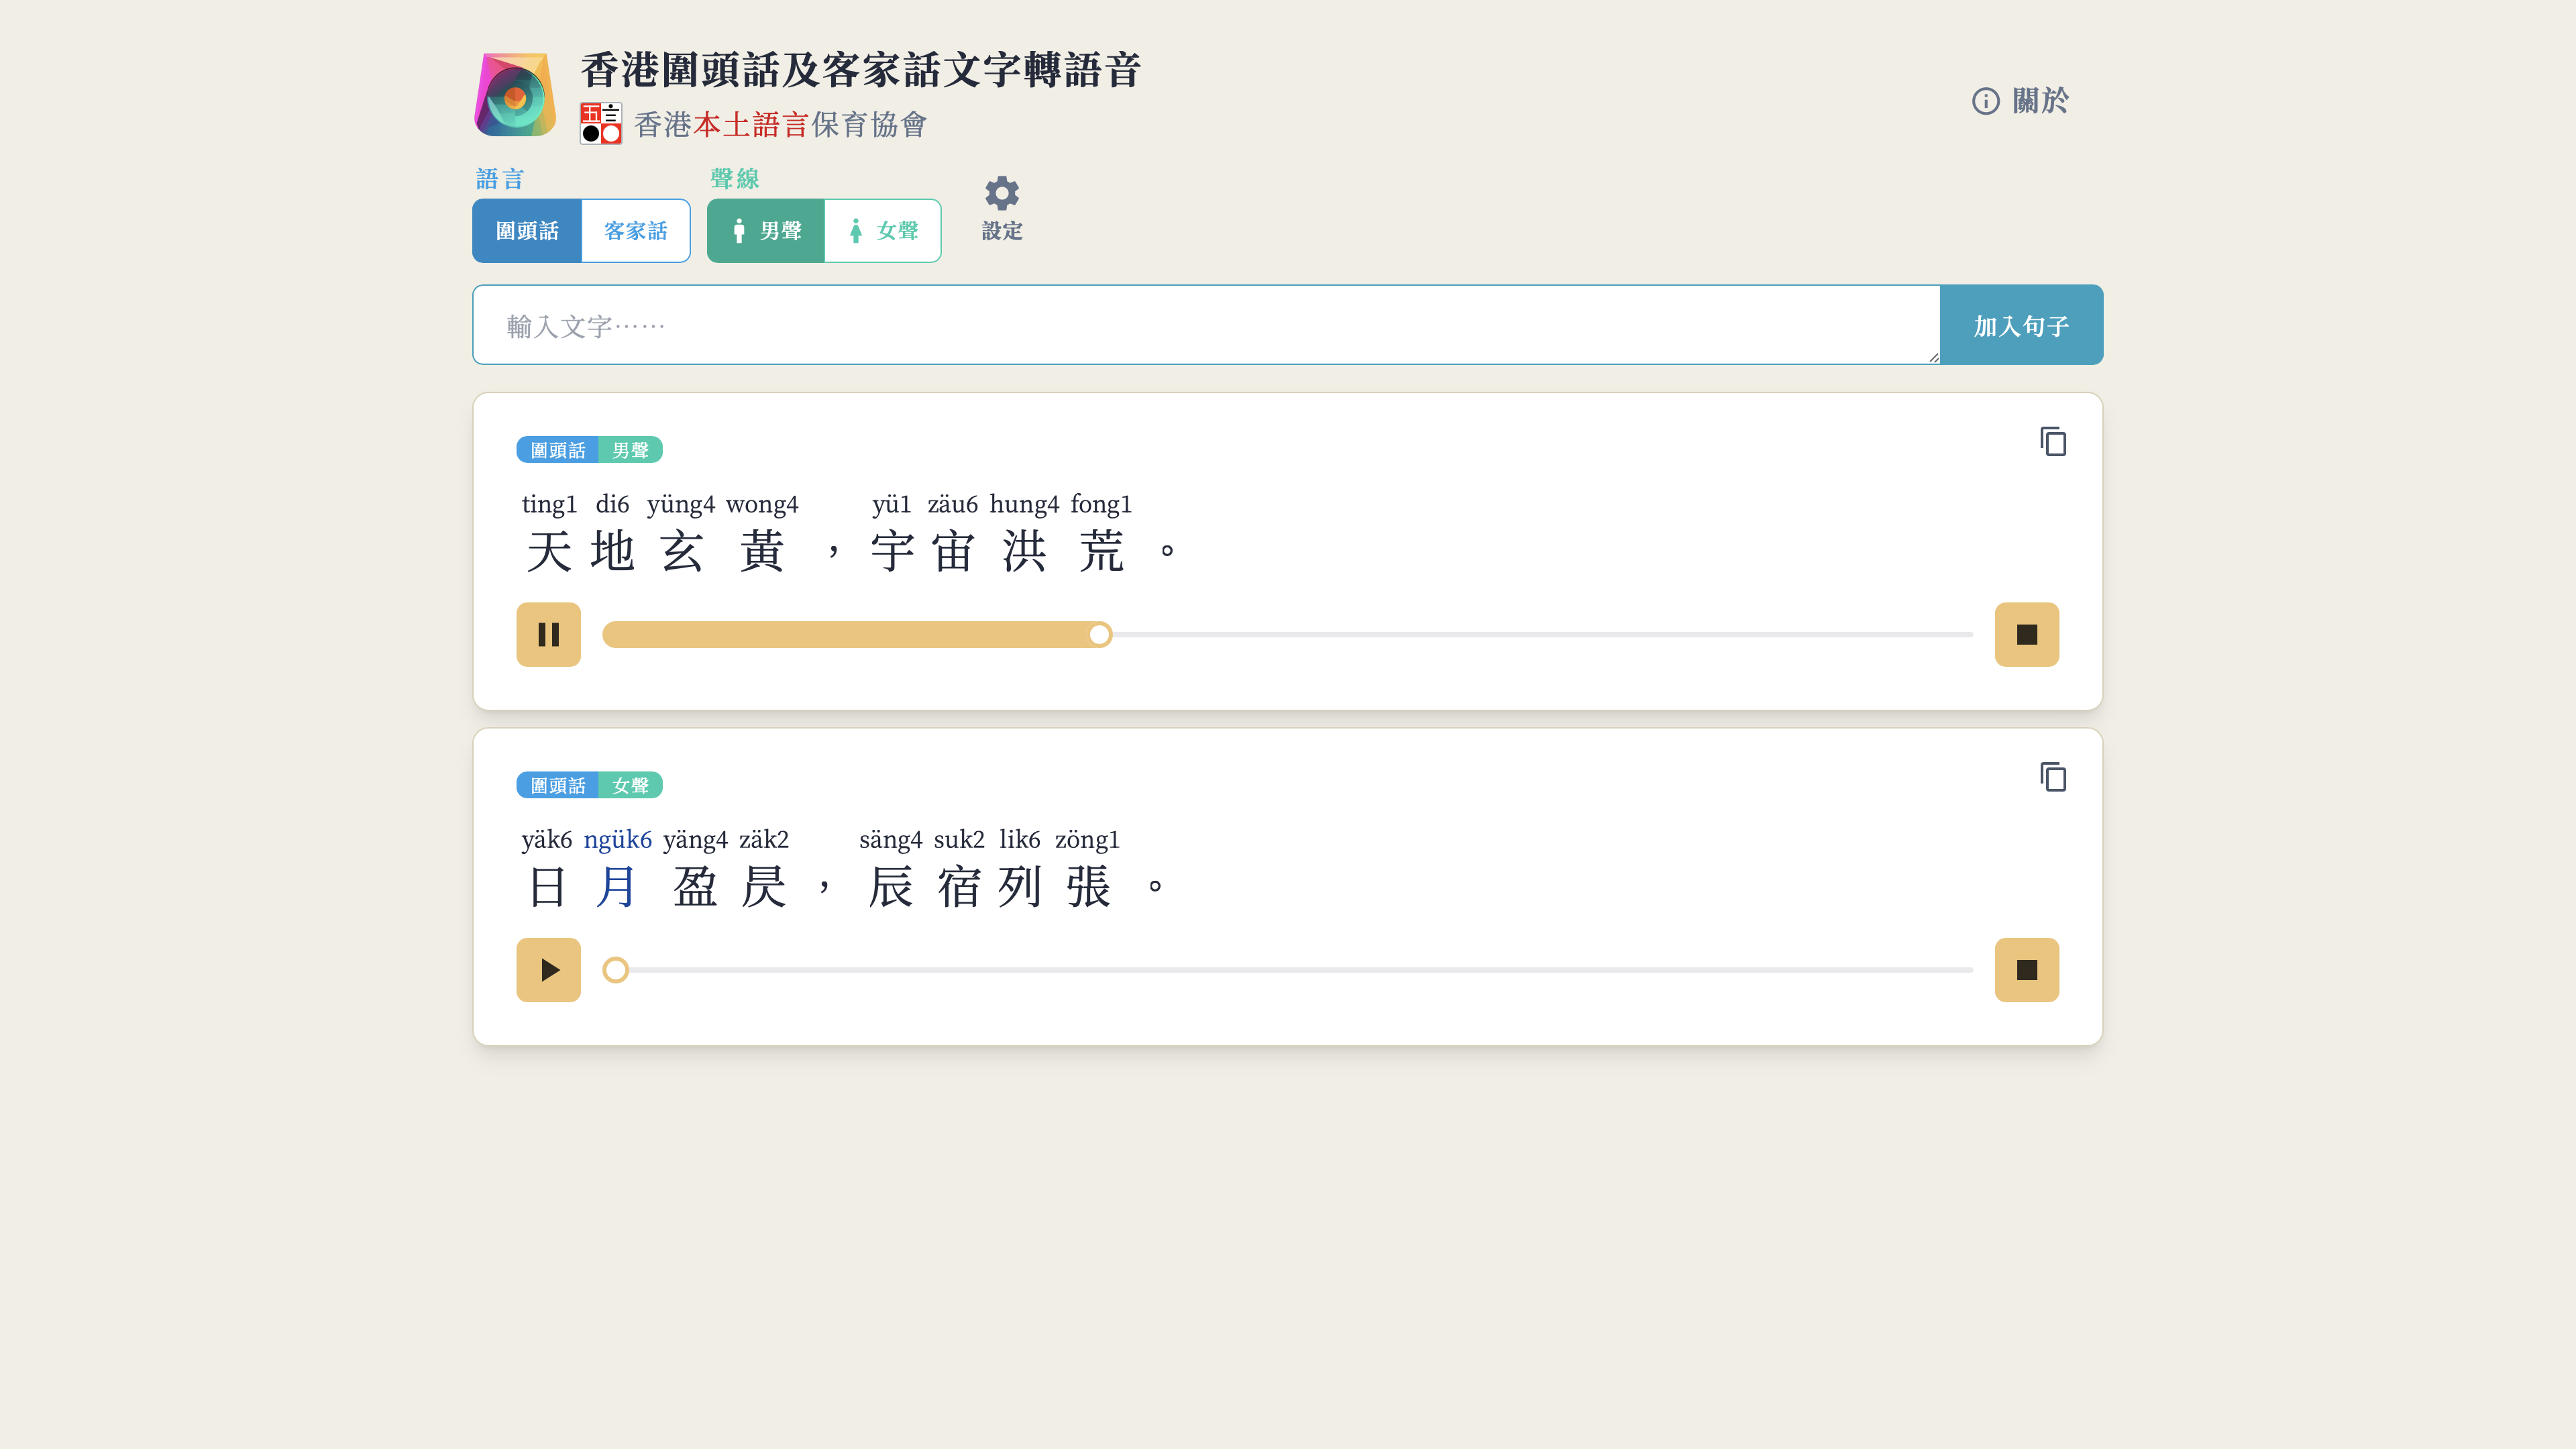 香港圍頭話及客家話文字轉語音
香港本土語言保育協會
關於
語言
聲線
圍頭話 客家話
男聲 女聲
設定
輸入文字……
加入句子
圍頭話 男聲
ting1 di6 yüng4 wong4 yü1 zäu6 hung4 fong1
天地玄黃，宇宙洪荒。
圍頭話 女聲
yäk6 ngük6 yäng4 zäk2 säng4 suk2 lik6 zöng1
日月盈昃，辰宿列張。